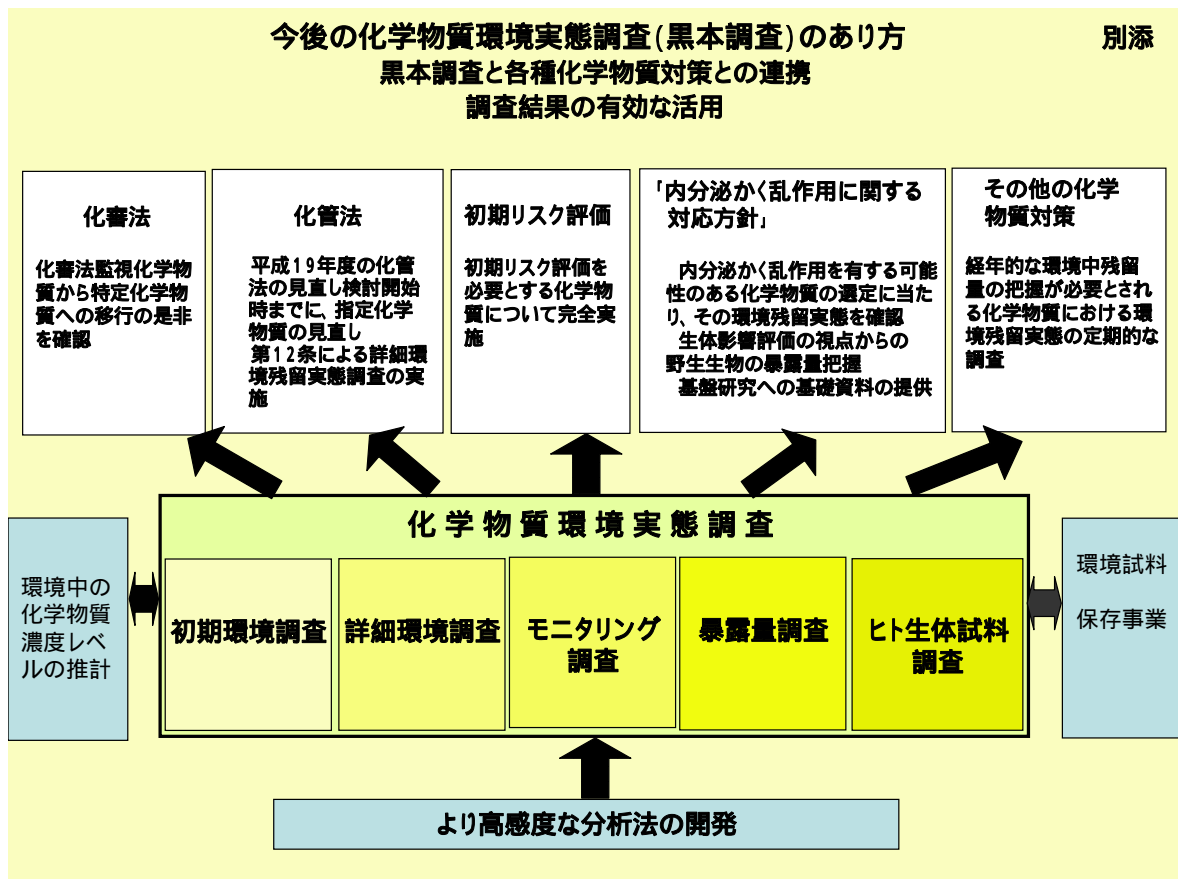 今後の化学物質環境実態調査(黒本調査)のあり方
別添
黒本調査と各種化学物質対策との連携
調査結果の有効な活用
化審法
化審法監視化学物
質から特定化学物
質への移行の是非
を確認
化管法
平成19年度の化管
法の見直し検討開始
時までに、指定化学
物質の見直し
第12条による詳細環
境残留実態調査の実
施
初期リスク評価
初期リスク評価を
必要とする化学物
質について完全実
施
「内分泌かく乱作用に関する
対応方針」
内分泌かく乱作用を有する可能
性のある化学物質の選定に当た
り、その環境残留実態を確認
生体影響評価の視点からの
野生生物の暴露量把握
基盤研究への基礎資料の提供
その他の化学
物質対策
経年的な環境中残留
量の把握が必要とされ
る化学物質における環
境残留実態の定期的な
調査
化学物質環境実態調査
環境中の
化学物質
濃度レベ
ルの推計
初期環境調査
詳細環境調査
モニタリング
調査
暴露量調査
ヒト生体試料
調査
環境試料
保存事業
より高感度な分析法の開発